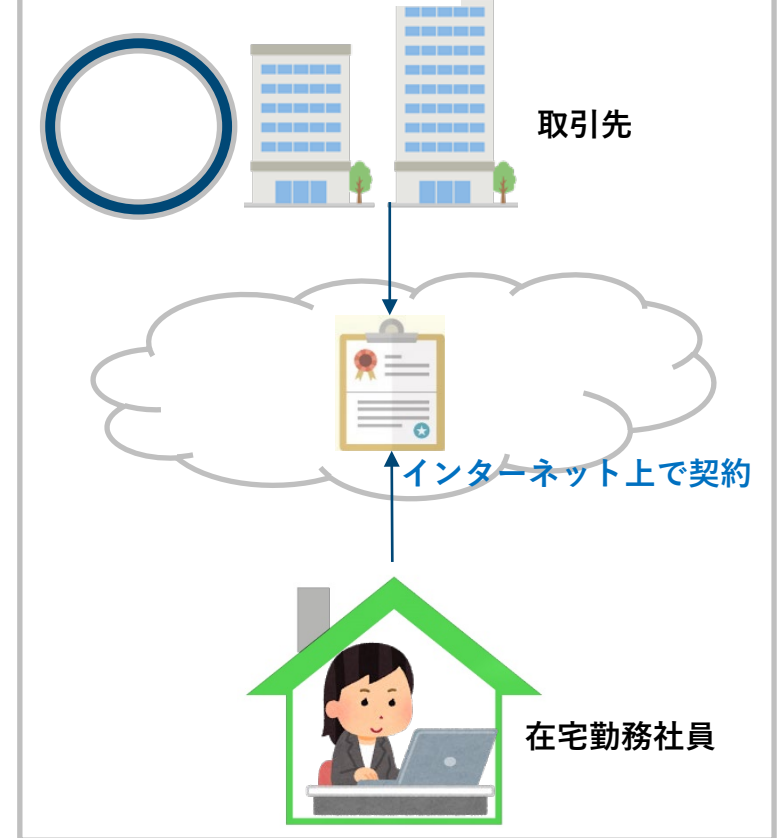 取引先
インターネット上で契約
在宅勤務社員